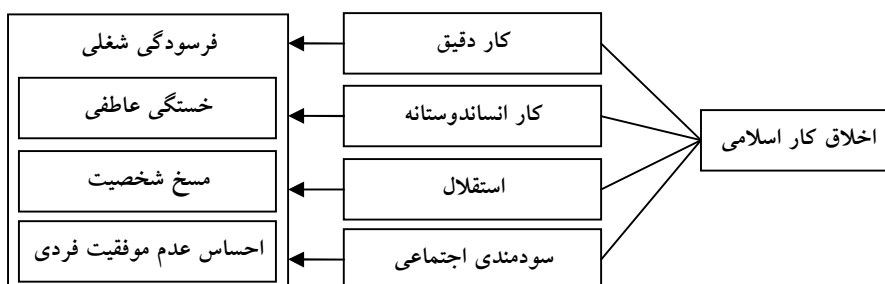 اخلاق کار اسلامی
کار دقیق
کار انساندوستانه
استقلال
سودمندی اجتماعی
فرسودگی شغلی
خستگی عاطفی
مسخ شخصیت
احساس عدم موفقیت فردی